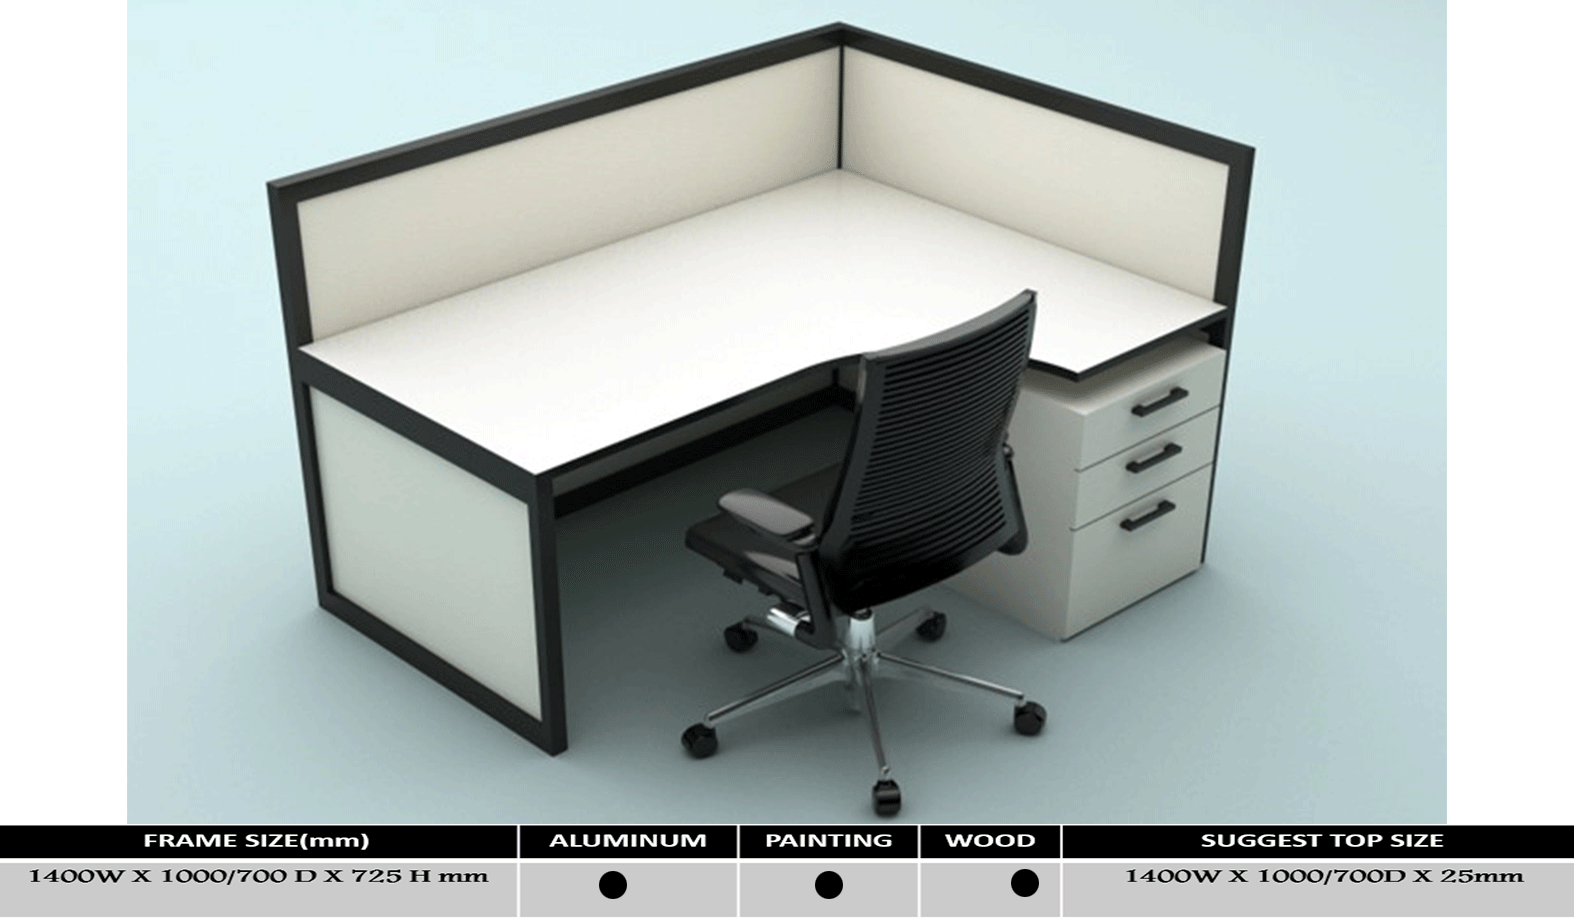 FRAME SIZE(mm) ALUMINUM PAINTING WOOD SUGGEST TOP SIZE
1400W X 1000/700 D X 725 H mm ● ● ● 1400W X 1000/700D X 25mm